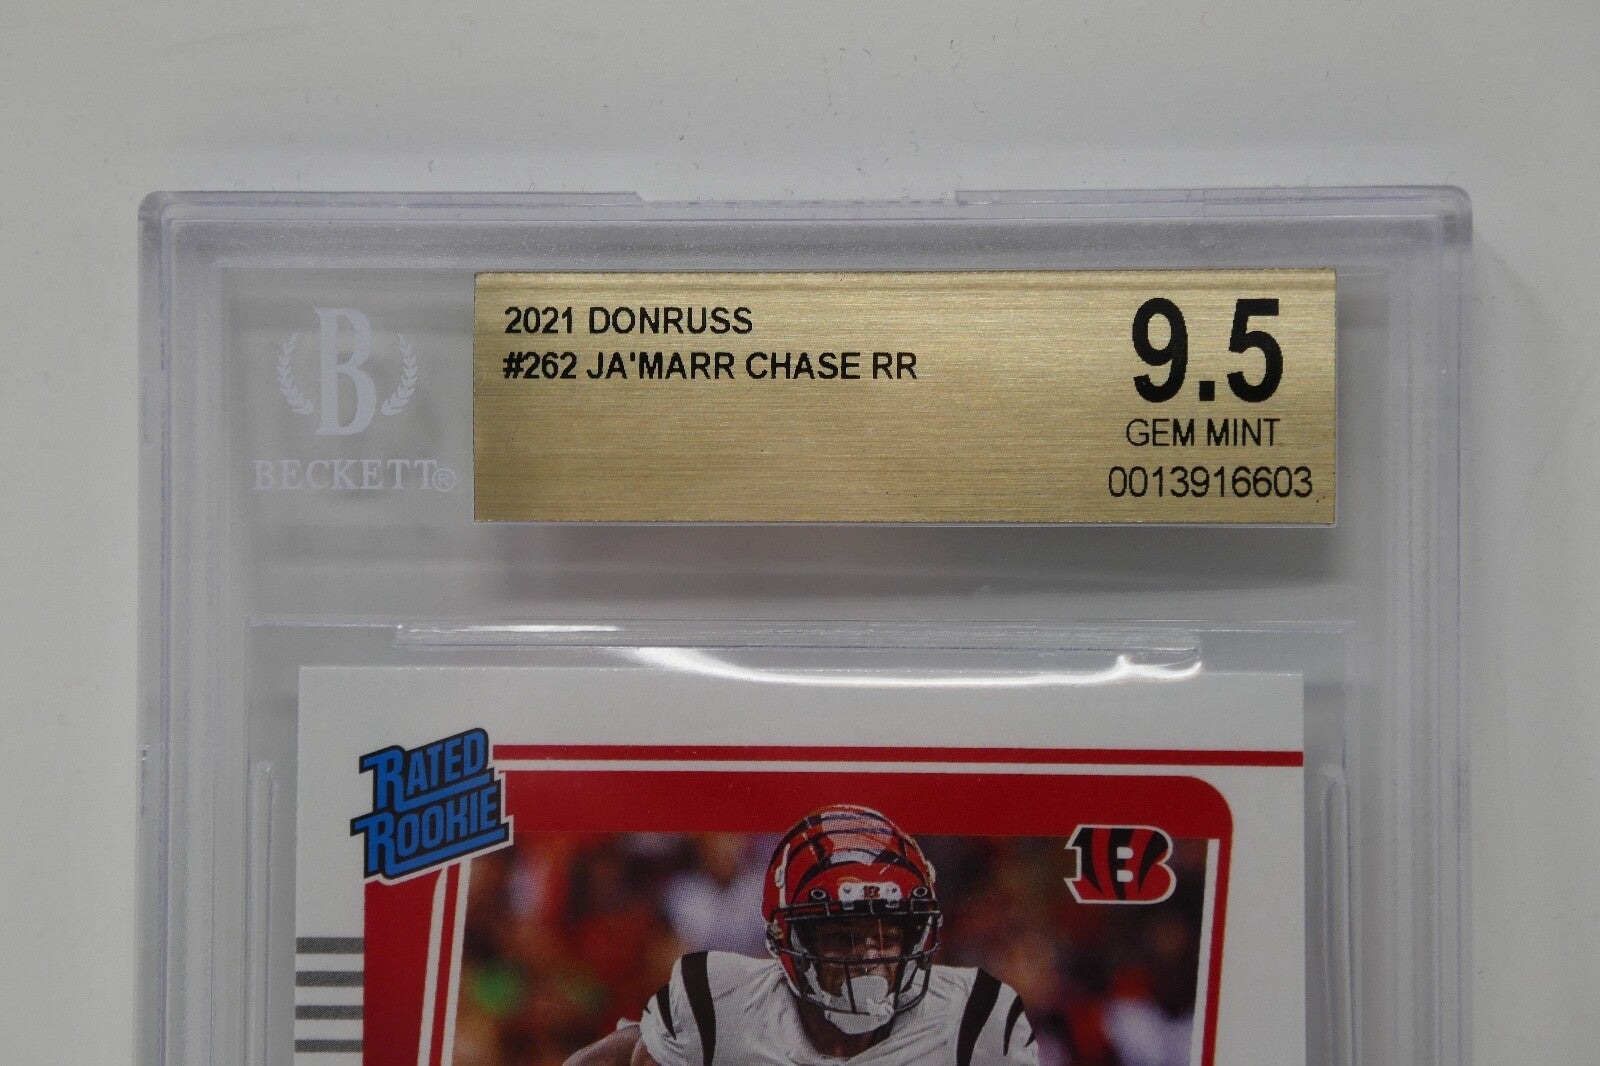 2021 DONRUSS
#262 JA'MARR CHASE RR
9.5
GEM MINT
0013916603
B
BECKETT®
RATED
ROOKIE
B